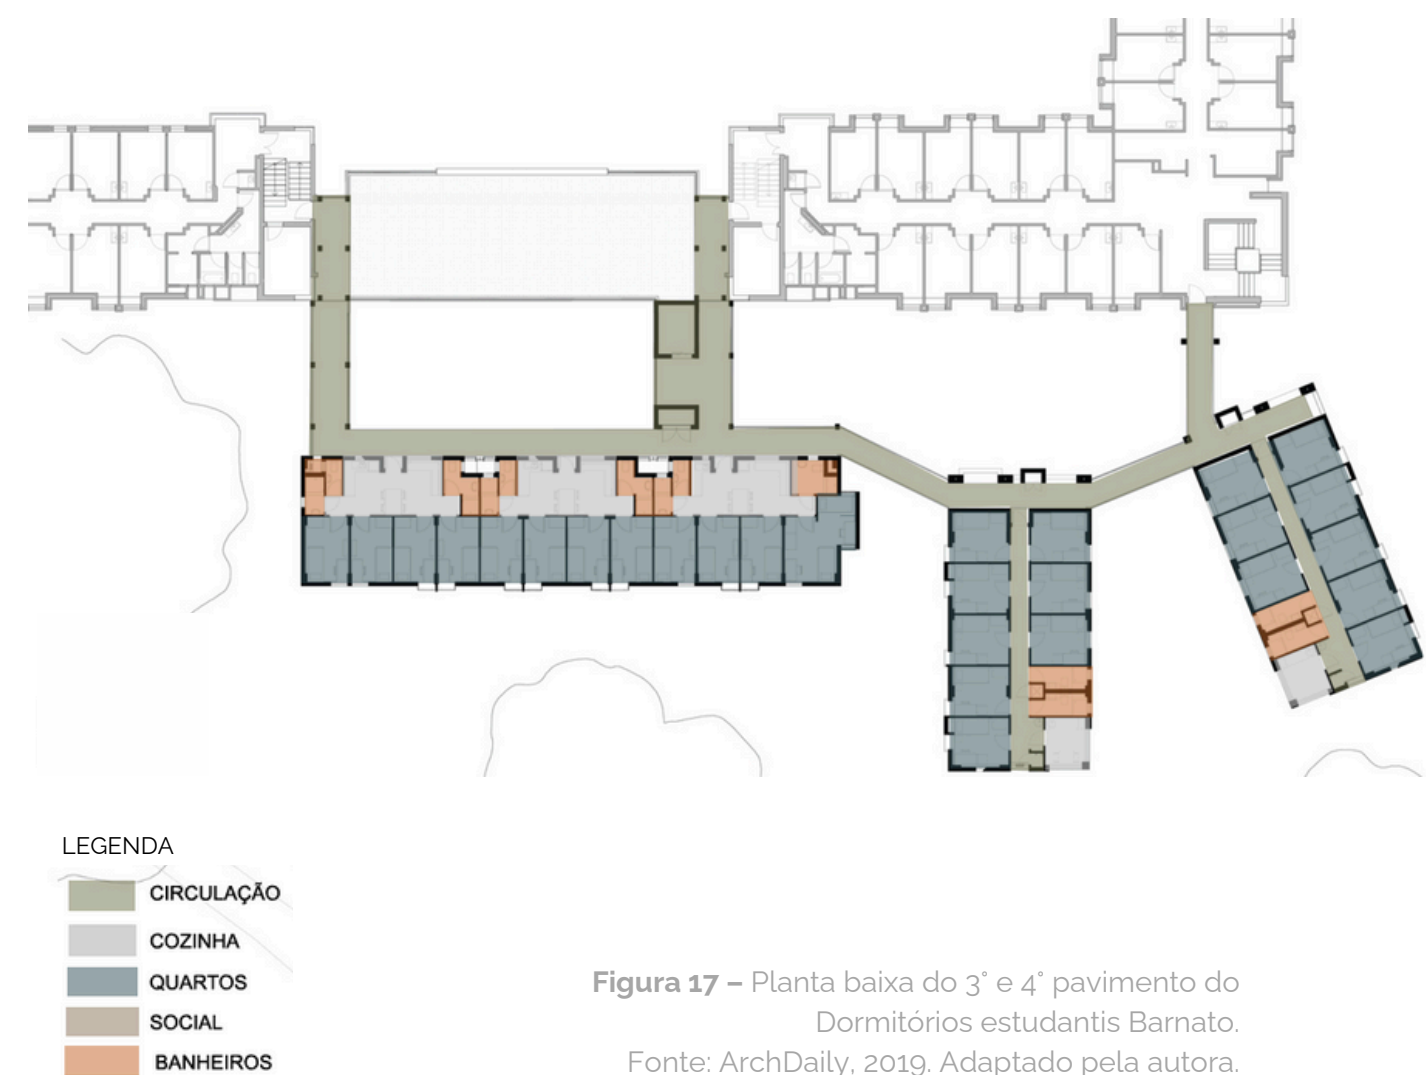 LEGENDA
CIRCULAÇÃO
COZINHA
QUARTOS
SOCIAL
BANHEIROS
Figura 17 – Planta baixa do 3° e 4° pavimento do
Dormitórios estudantis Barnato.
Fonte: ArchDaily, 2019. Adaptado pela autora.